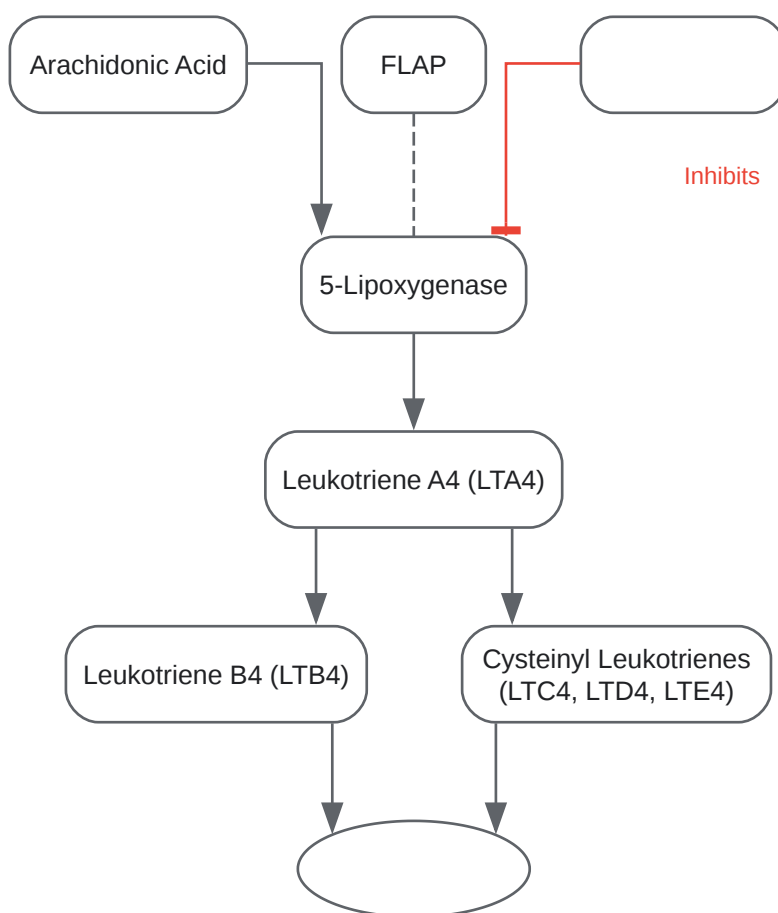 Arachidonic Acid
FLAP
Inhibits
5-Lipoxygenase
Leukotriene A4 (LTA4)
Leukotriene B4 (LTB4)
Cysteinyl Leukotrienes
(LTC4, LTD4, LTE4)